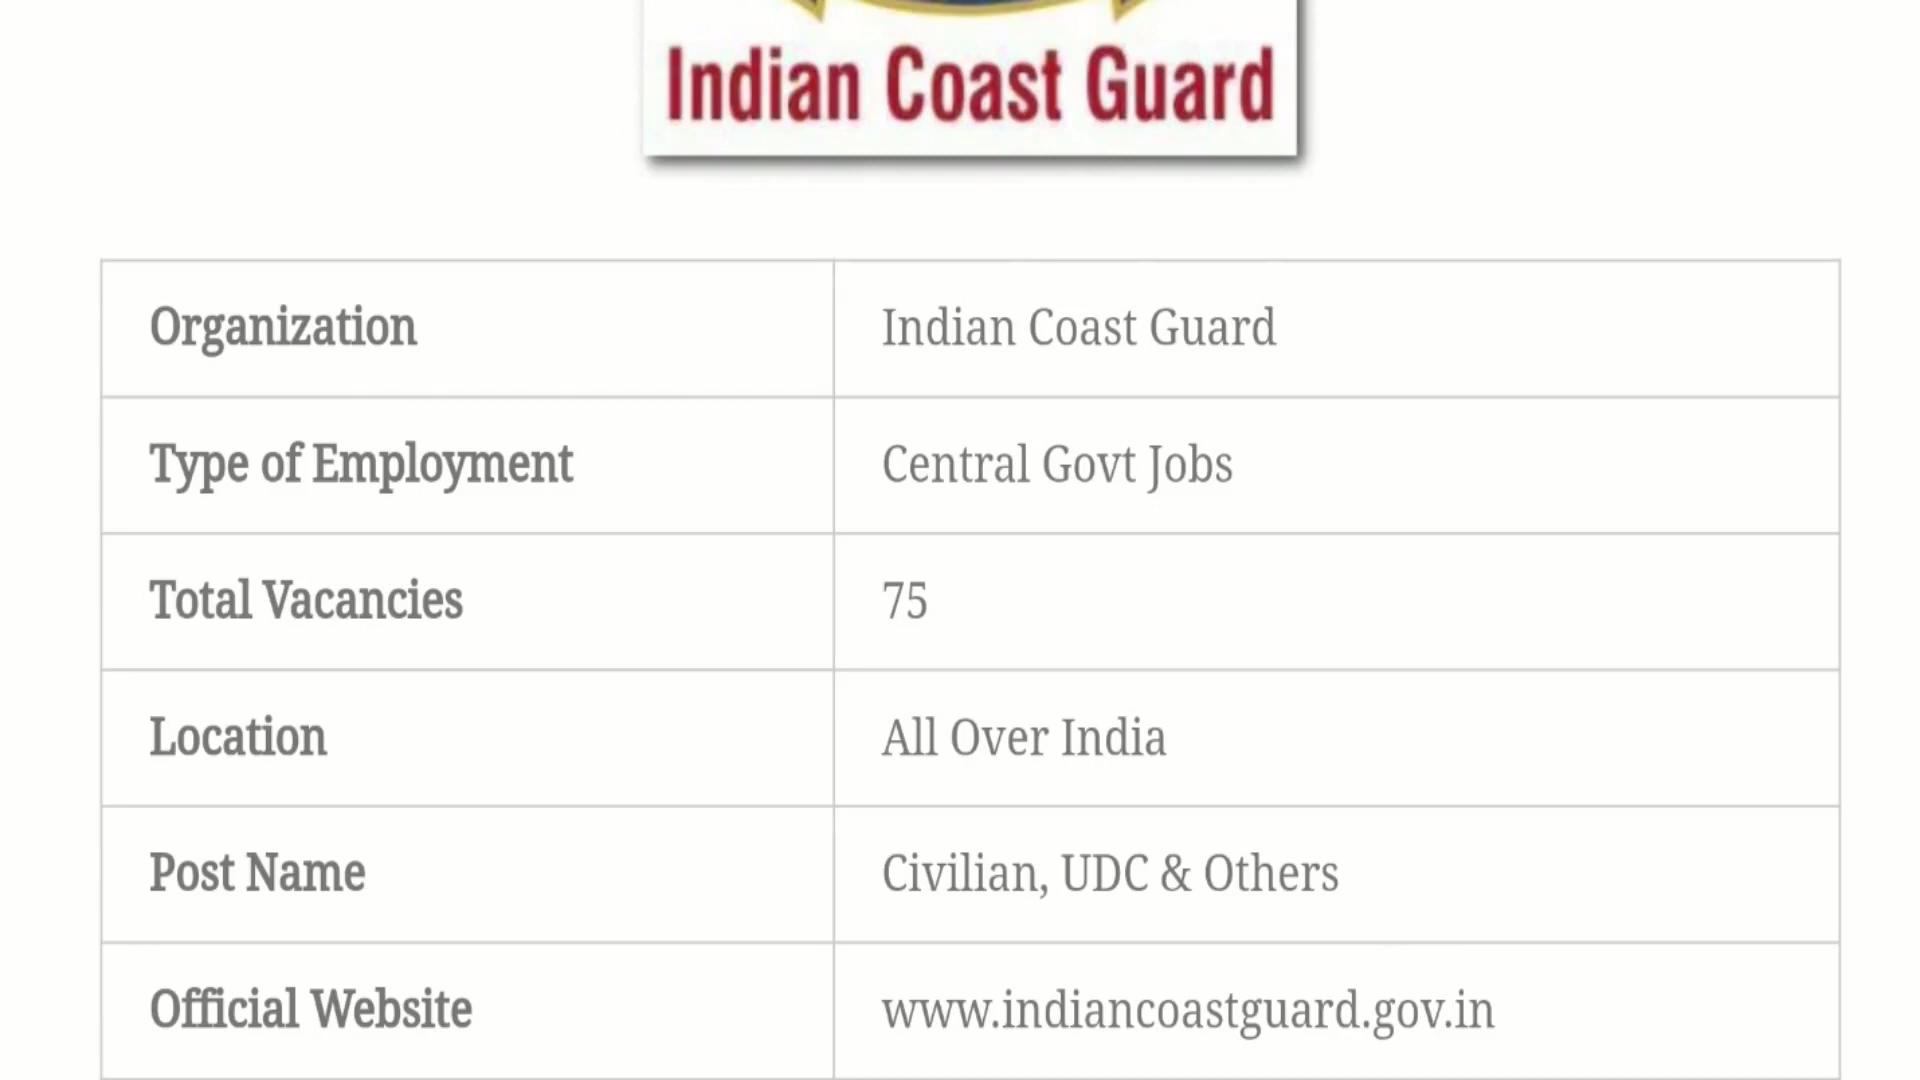 Indian Coast Guard
Organization Indian Coast Guard
Type of Employment Central Govt Jobs
Total Vacancies 75
Location All Over India
Post Name Civilian, UDC & Others
Official Website www.indiancoastguard.gov.in